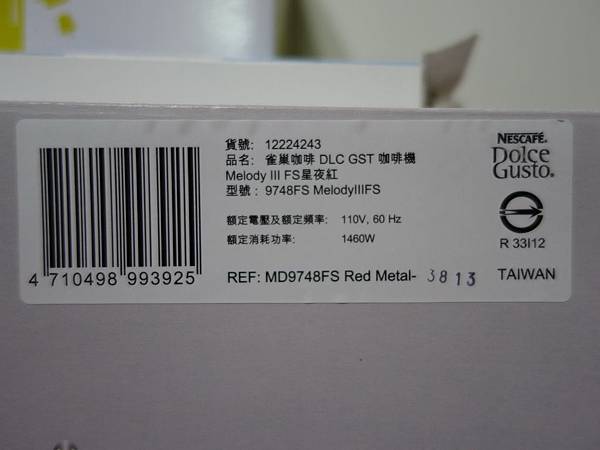 貨號: 12224243
品名: 雀巢咖啡 DLC GST 咖啡機
Melody III FS星夜紅
型號: 9748FS MelodyIIIFS
額定電壓及額定頻率: 110V, 60 Hz
額定消耗功率: 1460W
REF: MD9748FS Red Metal- 3813
4 710498 993925
NESCAFÉ
Dolce
Gusto®
R 33I12
TAIWAN